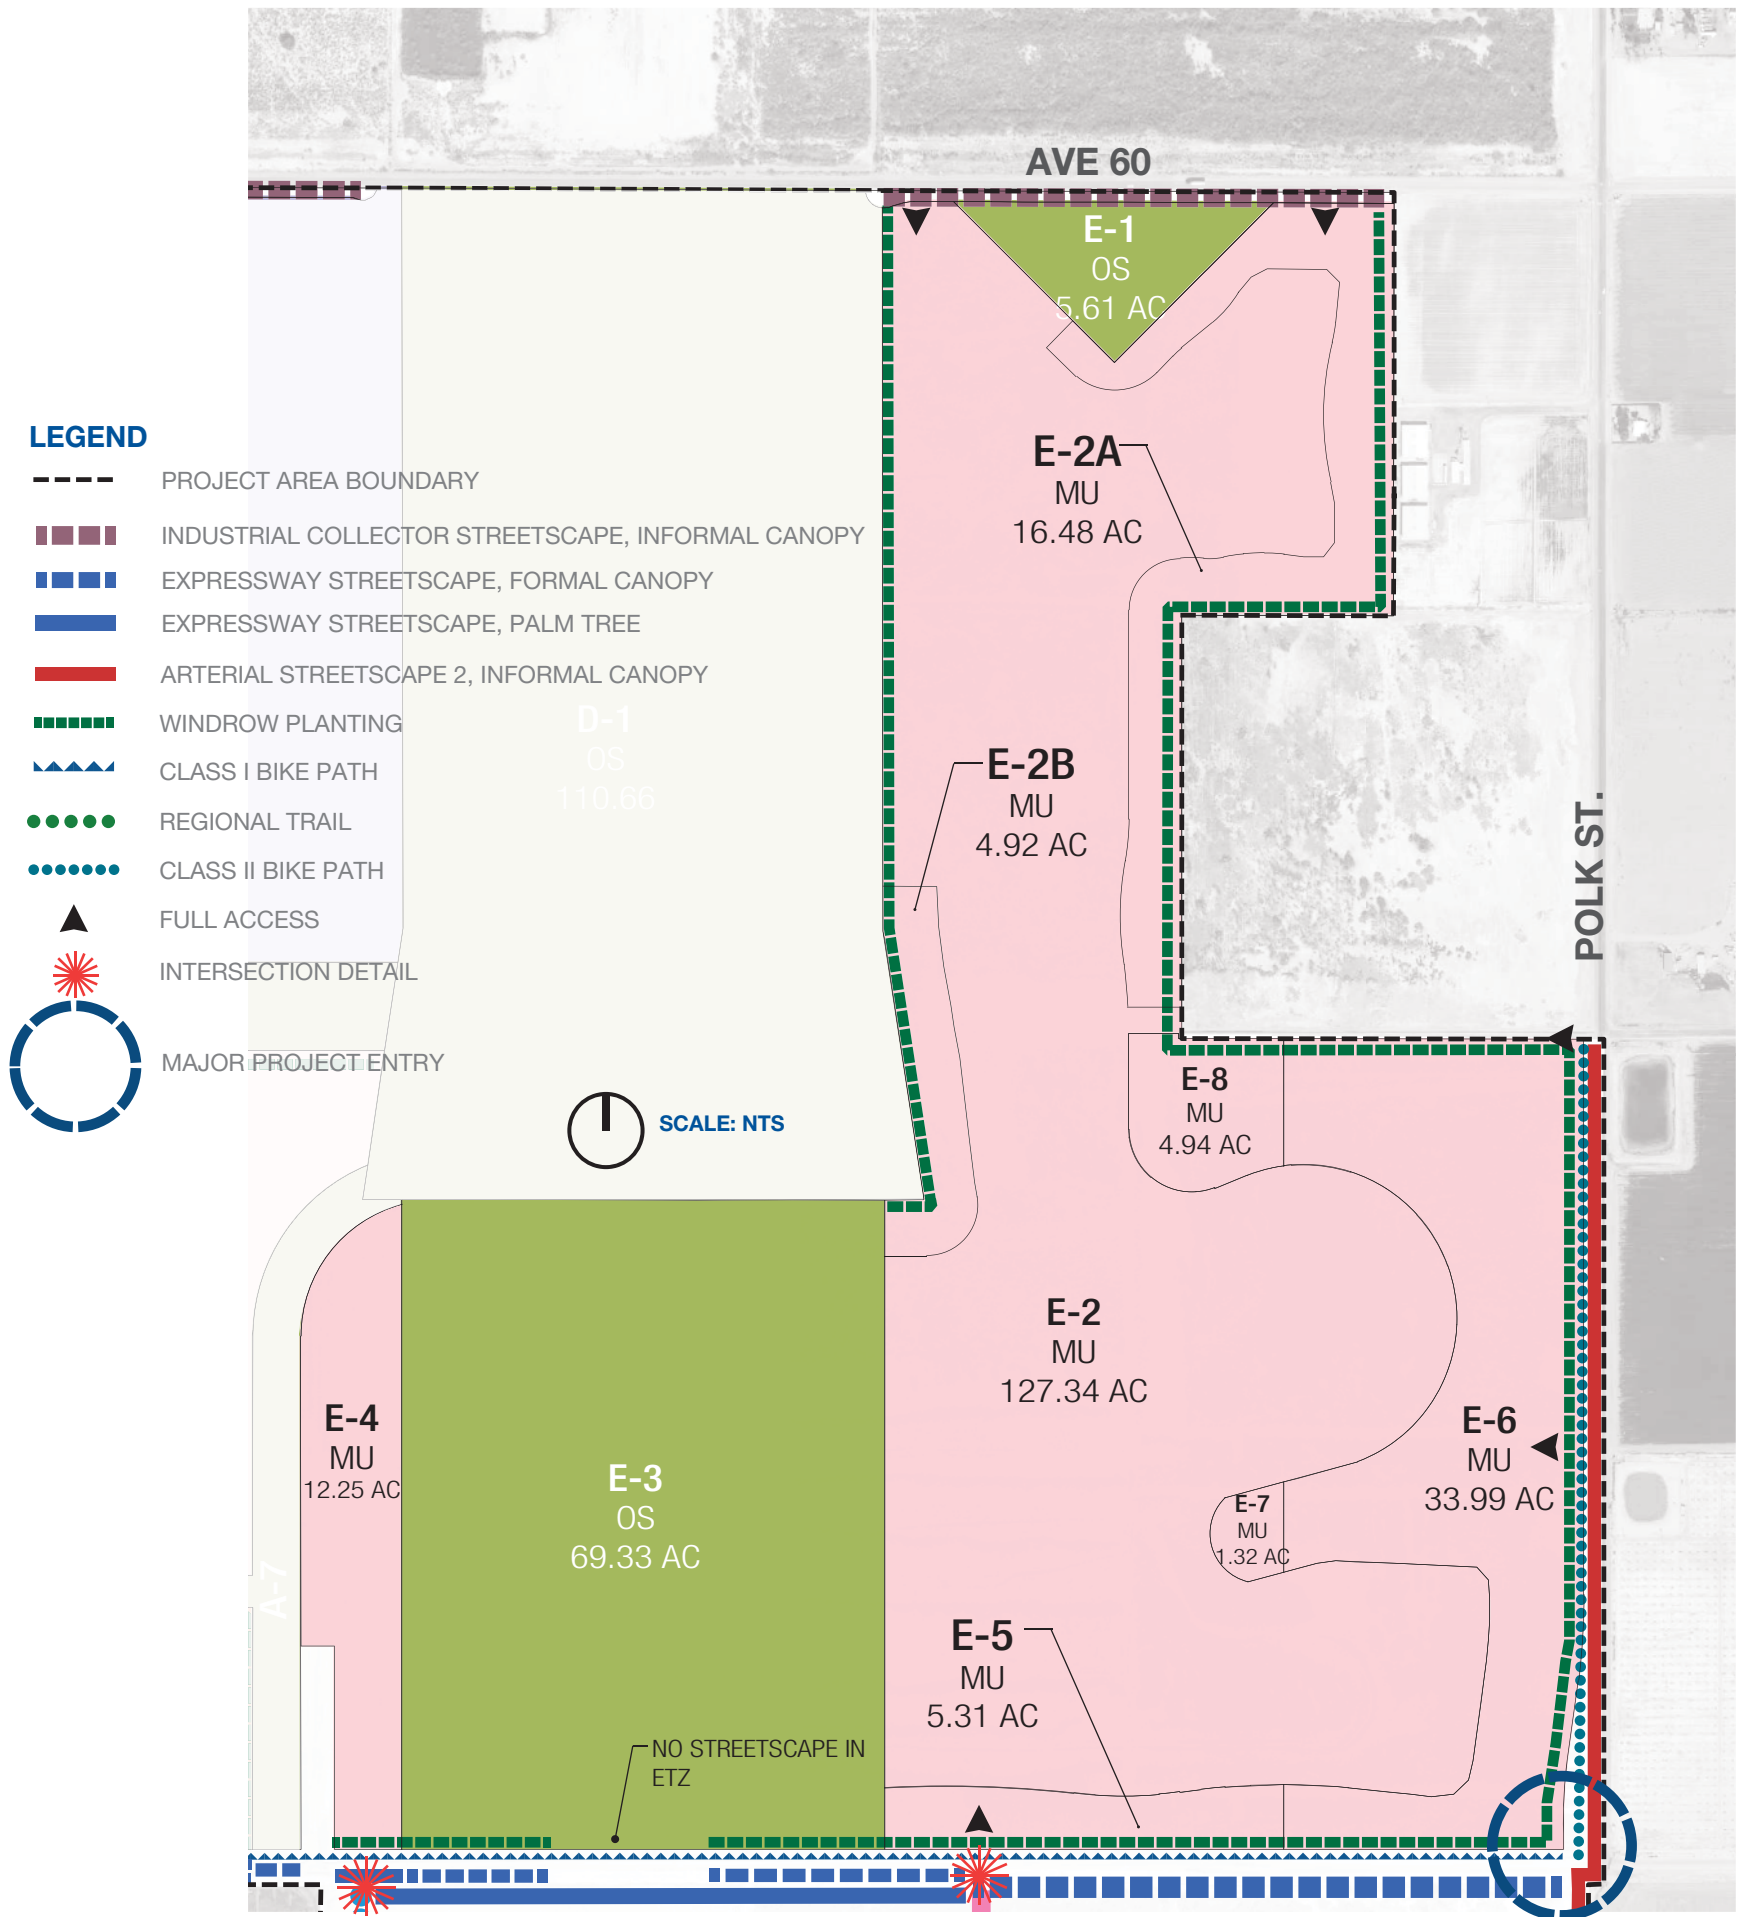 AVE 60
E-1
OS
5.61 AC
LEGEND
PROJECT AREA BOUNDARY
INDUSTRIAL COLLECTOR STREETSCAPE, INFORMAL CANOPY
EXPRESSWAY STREETSCAPE, FORMAL CANOPY
EXPRESSWAY STREETSCAPE, PALM TREE
ARTERIAL STREETSCAPE 2, INFORMAL CANOPY
WINDROW PLANTING
CLASS I BIKE PATH
REGIONAL TRAIL
CLASS II BIKE PATH
FULL ACCESS
INTERSECTION DETAIL
MAJOR PROJECT ENTRY
E-2A
MU
16.48 AC
D-1
OS
110.66
E-2B
MU
4.92 AC
POLK ST.
SCALE: NTS
E-8
MU
4.94 AC
E-2
MU
127.34 AC
E-4
MU
12.25 AC
E-3
OS
69.33 AC
E-6
MU
33.99 AC
E-7
MU
1.32 AC
A-7
E-5
MU
5.31 AC
NO STREETSCAPE IN
ETZ